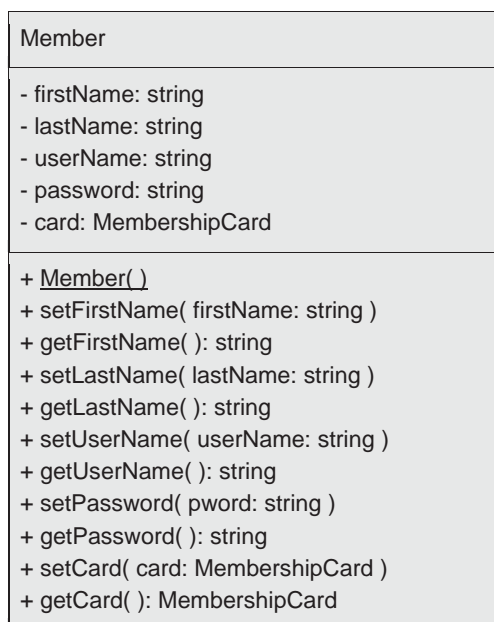 Member
- firstName: string
- lastName: string
- userName: string
- password: string
- card: MembershipCard
+ Member( )
+ setFirstName( firstName: string )
+ getFirstName( ): string
+ setLastName( lastName: string )
+ getLastName( ): string
+ setUserName( userName: string )
+ getUserName( ): string
+ setPassword( pword: string )
+ getPassword( ): string
+ setCard( card: MembershipCard )
+ getCard( ): MembershipCard